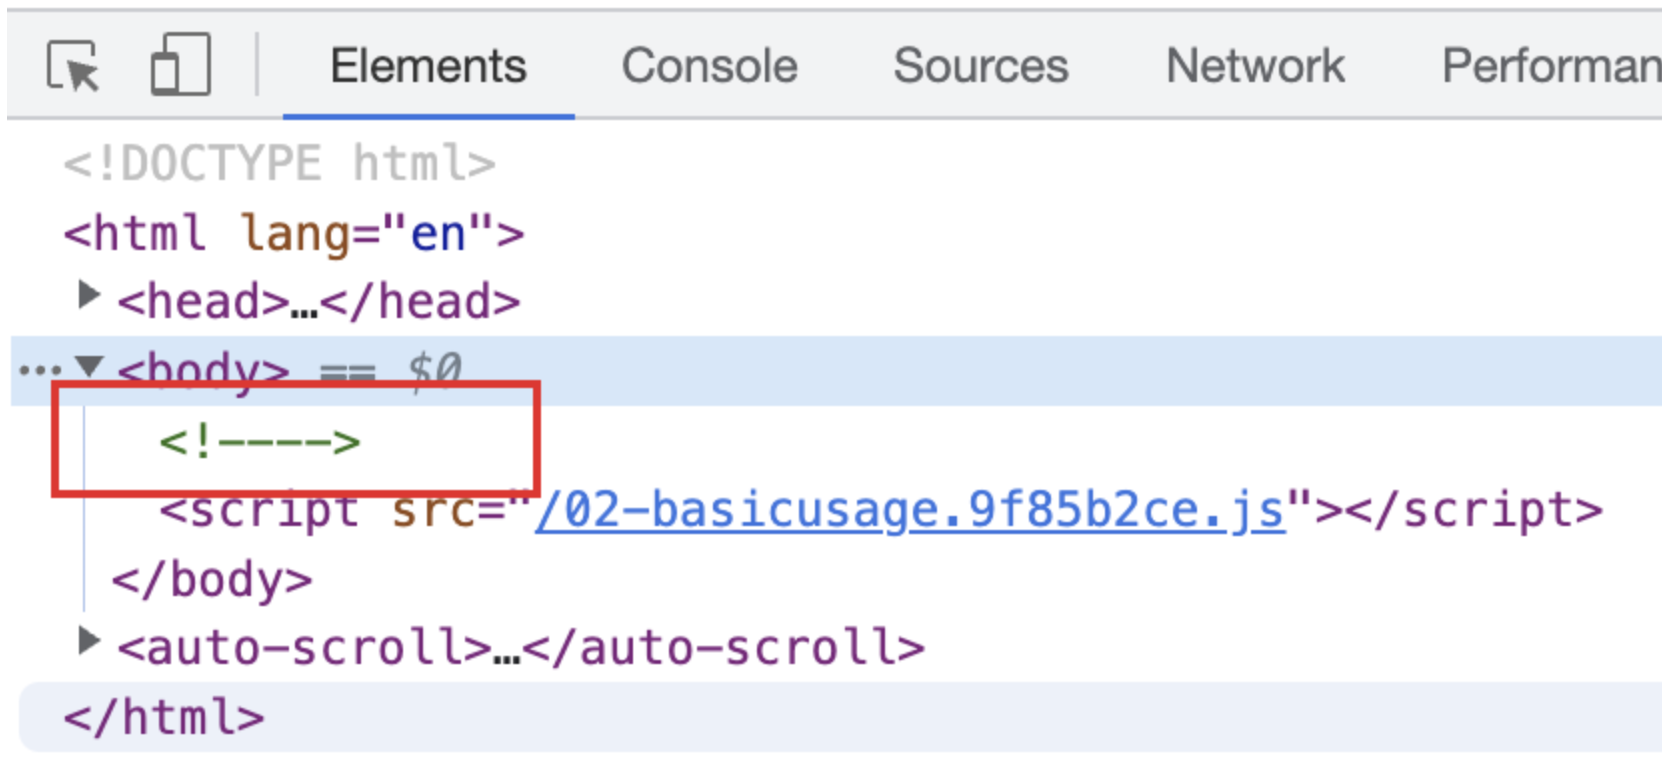 Elements Console Sources Network Performan
<!DOCTYPE html>
<html lang="en">
<head>…</head>
<body> == $0
<!---->
<script src="/02-basicusage.9f85b2ce.js"></script>
</body>
<auto-scroll>…</auto-scroll>
</html>